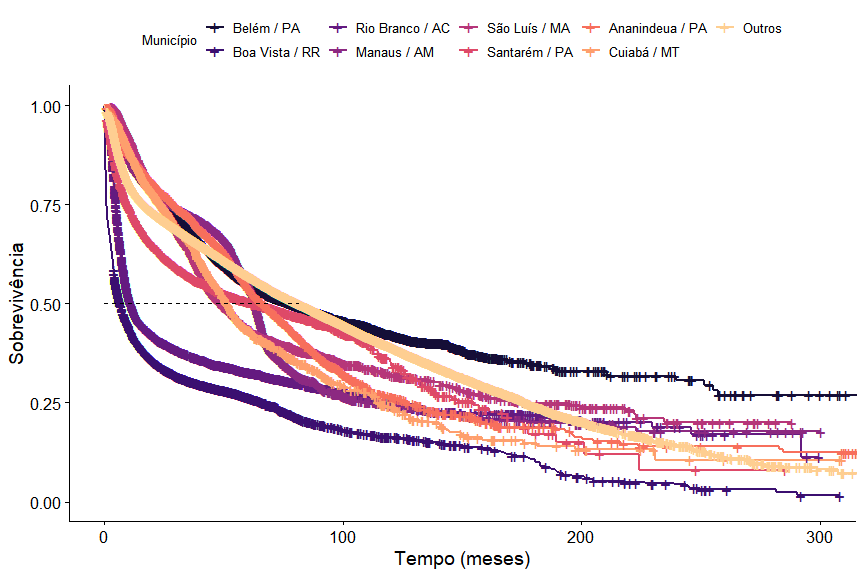 Município
Belém / PA
Rio Branco / AC
São Luís / MA
Ananindeua / PA
Outros
Boa Vista / RR
Manaus / AM
Santarém / PA
Cuiabá / MT
1.00
0.75
0.50
0.25
0.00
Sobrevivência
0
100
200
300
Tempo (meses)